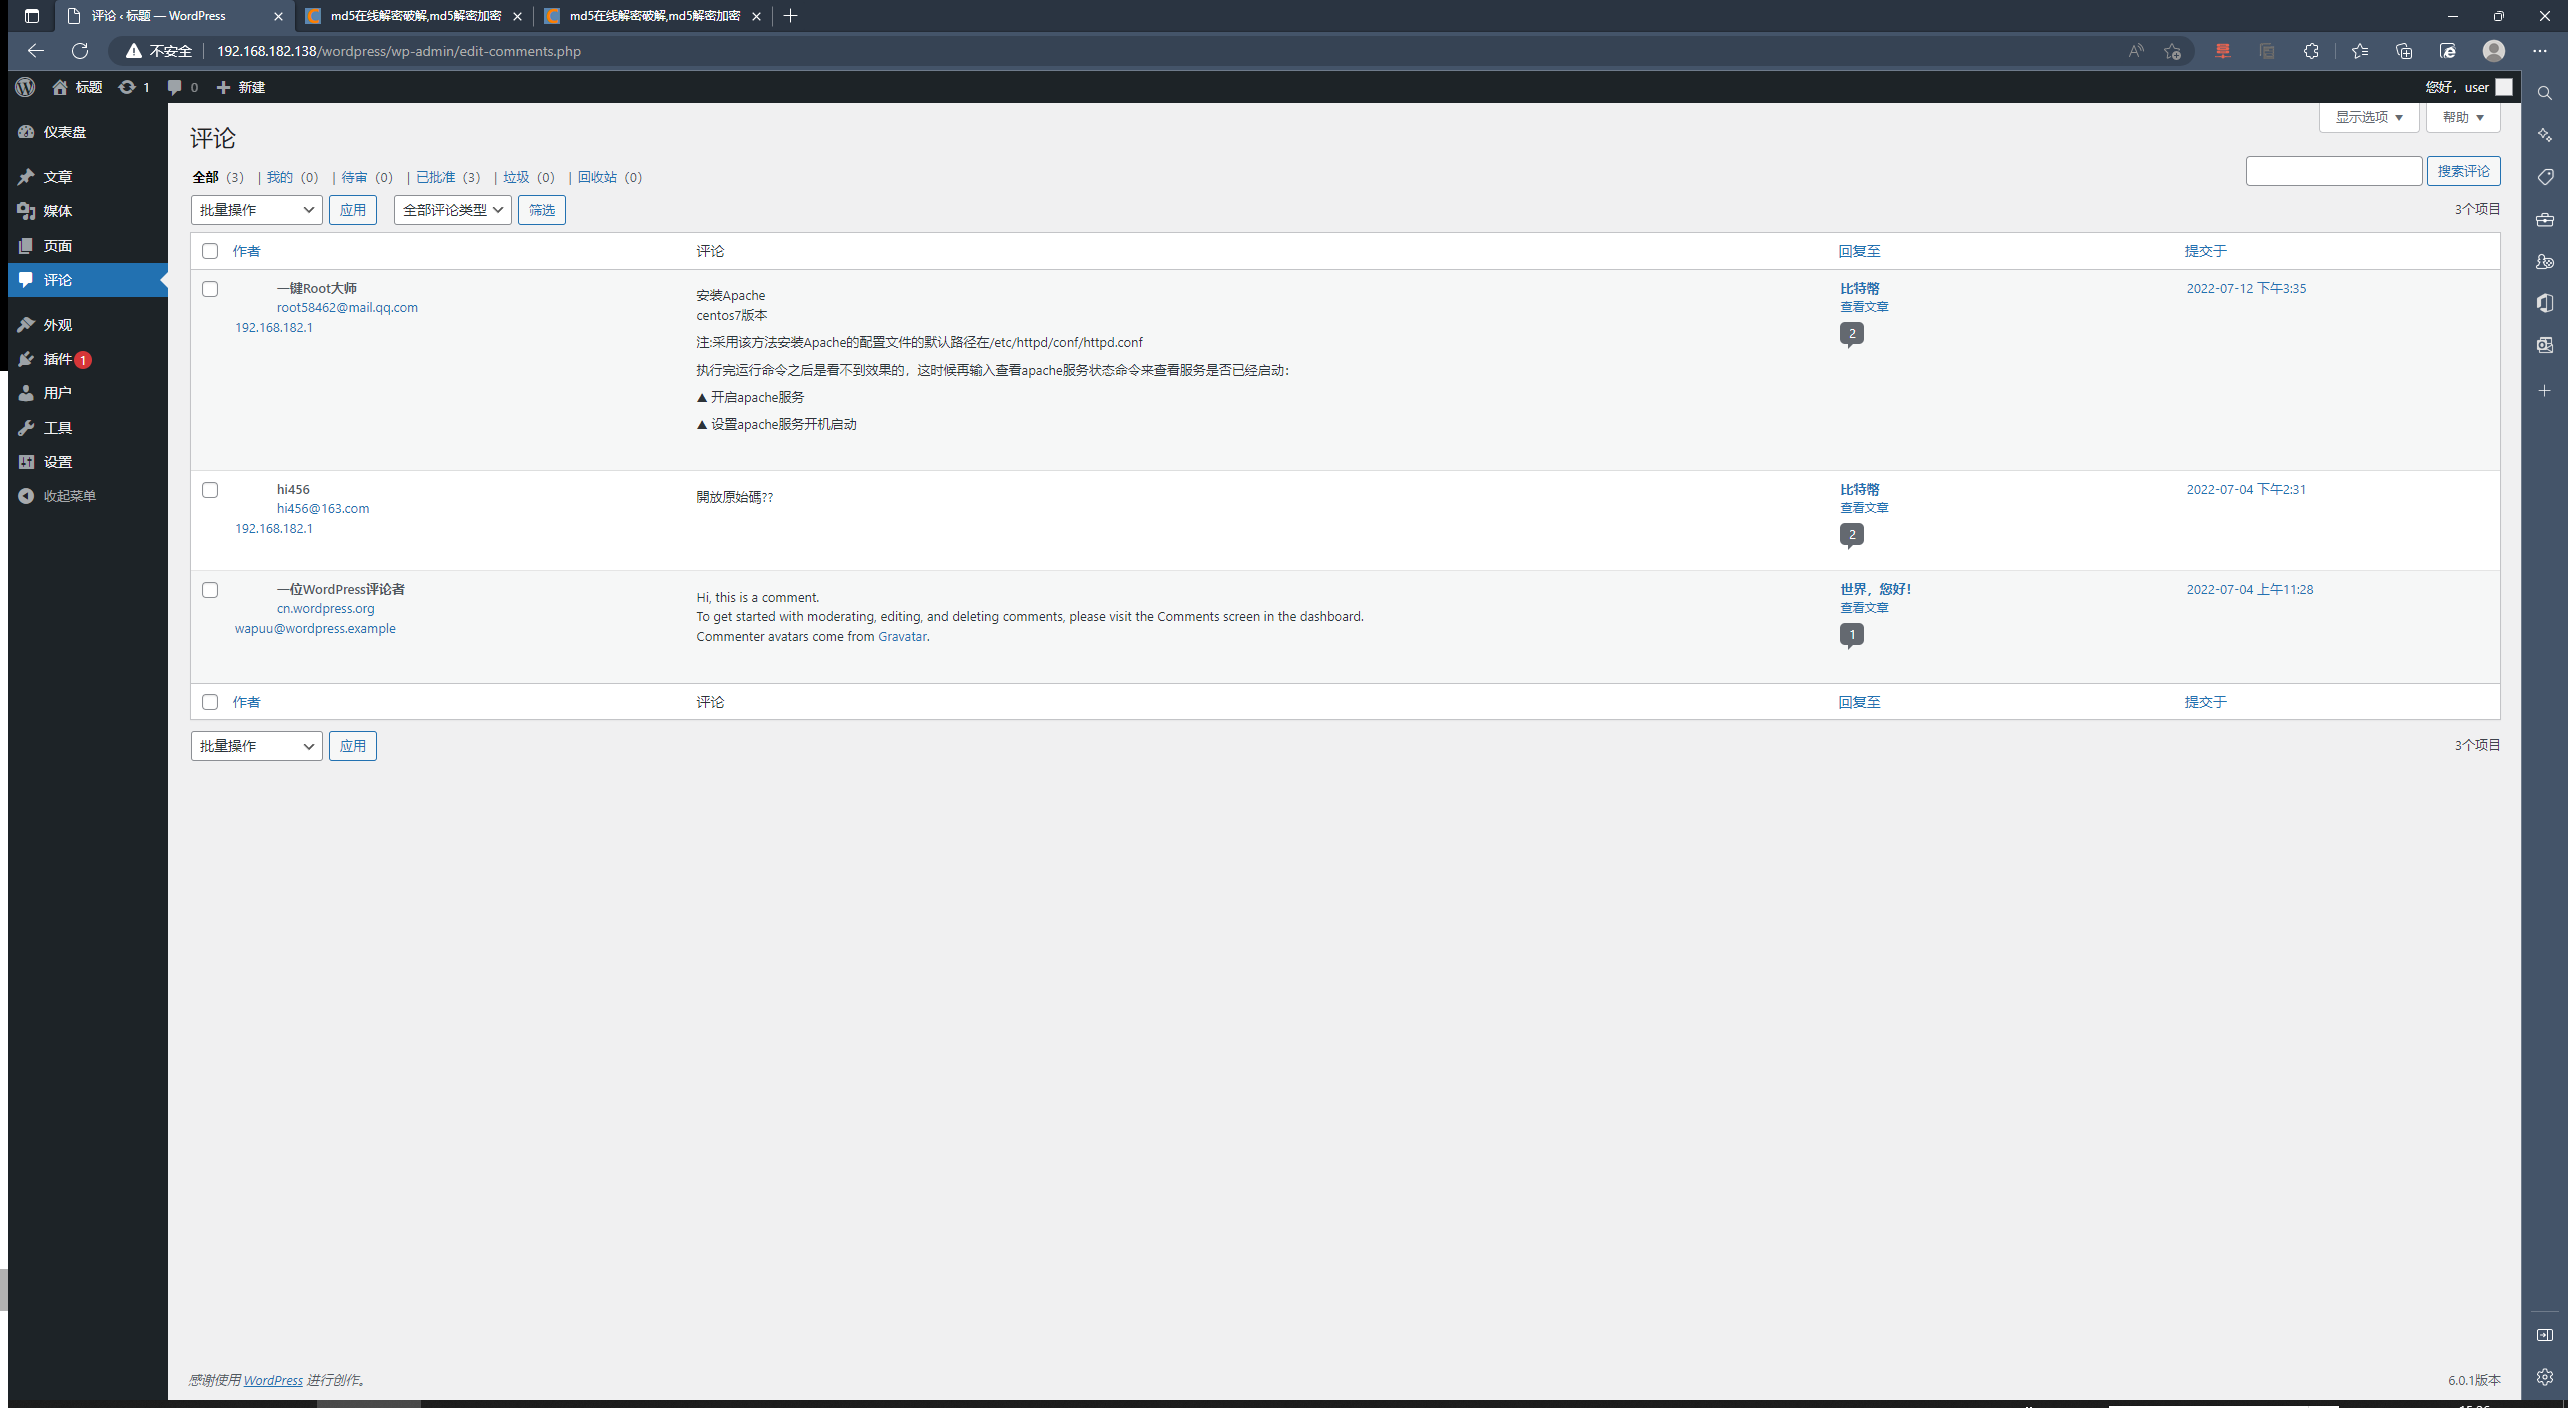 评论 ‹ 标题 — WordPress
md5在线解密破解,md5解密加密
md5在线解密破解,md5解密加密
不安全
192.168.182.138/wordpress/wp-admin/edit-comments.php
标题 1 0 新建
您好，user
仪表盘
文章
媒体
页面
评论
外观
插件 1
用户
工具
设置
收起菜单
显示选项
帮助
评论
全部（3） | 我的（0） | 待审（0） | 已批准（3） | 垃圾（0） | 回收站（0）
搜索评论
批量操作 应用 全部评论类型 筛选
3个项目
作者 评论 回复至 提交于
一键Root大师
root58462@mail.qq.com
192.168.182.1
安装Apache
centos7版本
注:采用该方法安装Apache的配置文件的默认路径在/etc/httpd/conf/httpd.conf
执行完运行命令之后是看不到效果的，这时候再输入查看apache服务状态命令来查看服务是否已经启动：
▲ 开启apache服务
▲ 设置apache服务开机启动
比特幣
查看文章
2
2022-07-12 下午3:35
hi456
hi456@163.com
192.168.182.1
開放原始碼??
比特幣
查看文章
2
2022-07-04 下午2:31
一位WordPress评论者
cn.wordpress.org
wapuu@wordpress.example
Hi, this is a comment.
To get started with moderating, editing, and deleting comments, please visit the Comments screen in the dashboard.
Commenter avatars come from Gravatar.
世界，您好！
查看文章
1
2022-07-04 上午11:28
作者 评论 回复至 提交于
批量操作 应用
3个项目
感谢使用 WordPress 进行创作。
6.0.1版本